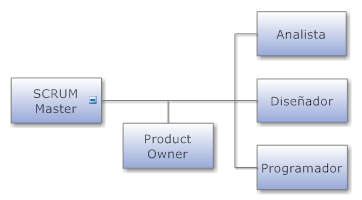 SCRUM
Master
Product
Owner
Analista
Diseñador
Programador